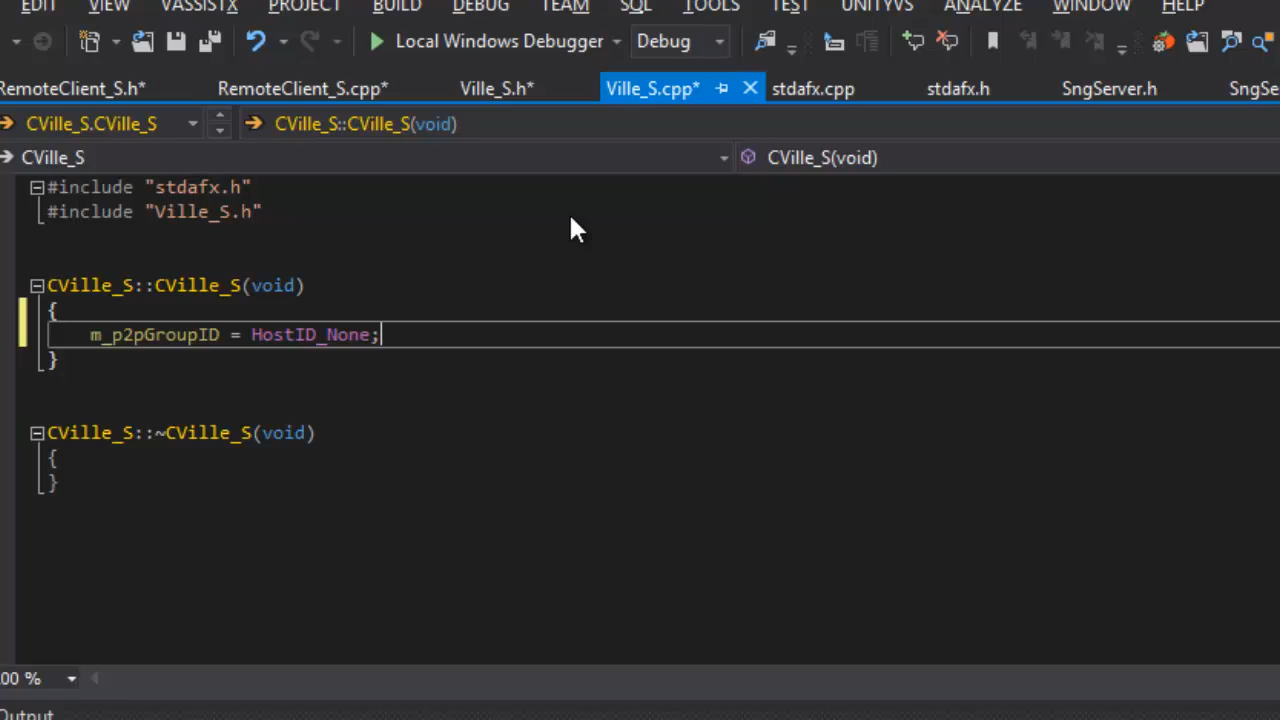 EDIT VIEW VASSISTX PROJECT BUILD DEBUG TEAM SQL TOOLS TEST UNITYVS ANALYZE WINDOW HELP
Local Windows Debugger Debug
RemoteClient_S.h* RemoteClient_S.cpp* Ville_S.h* Ville_S.cpp* stdafx.cpp stdafx.h SngServer.h SngSe
CVille_S.CVille_S CVille_S::CVille_S(void)
CVille_S CVille_S(void)
#include "stdafx.h"
#include "Ville_S.h"
CVille_S::CVille_S(void)
{
m_p2pGroupID = HostID_None;
}
CVille_S::~CVille_S(void)
{
}
00 %
Output